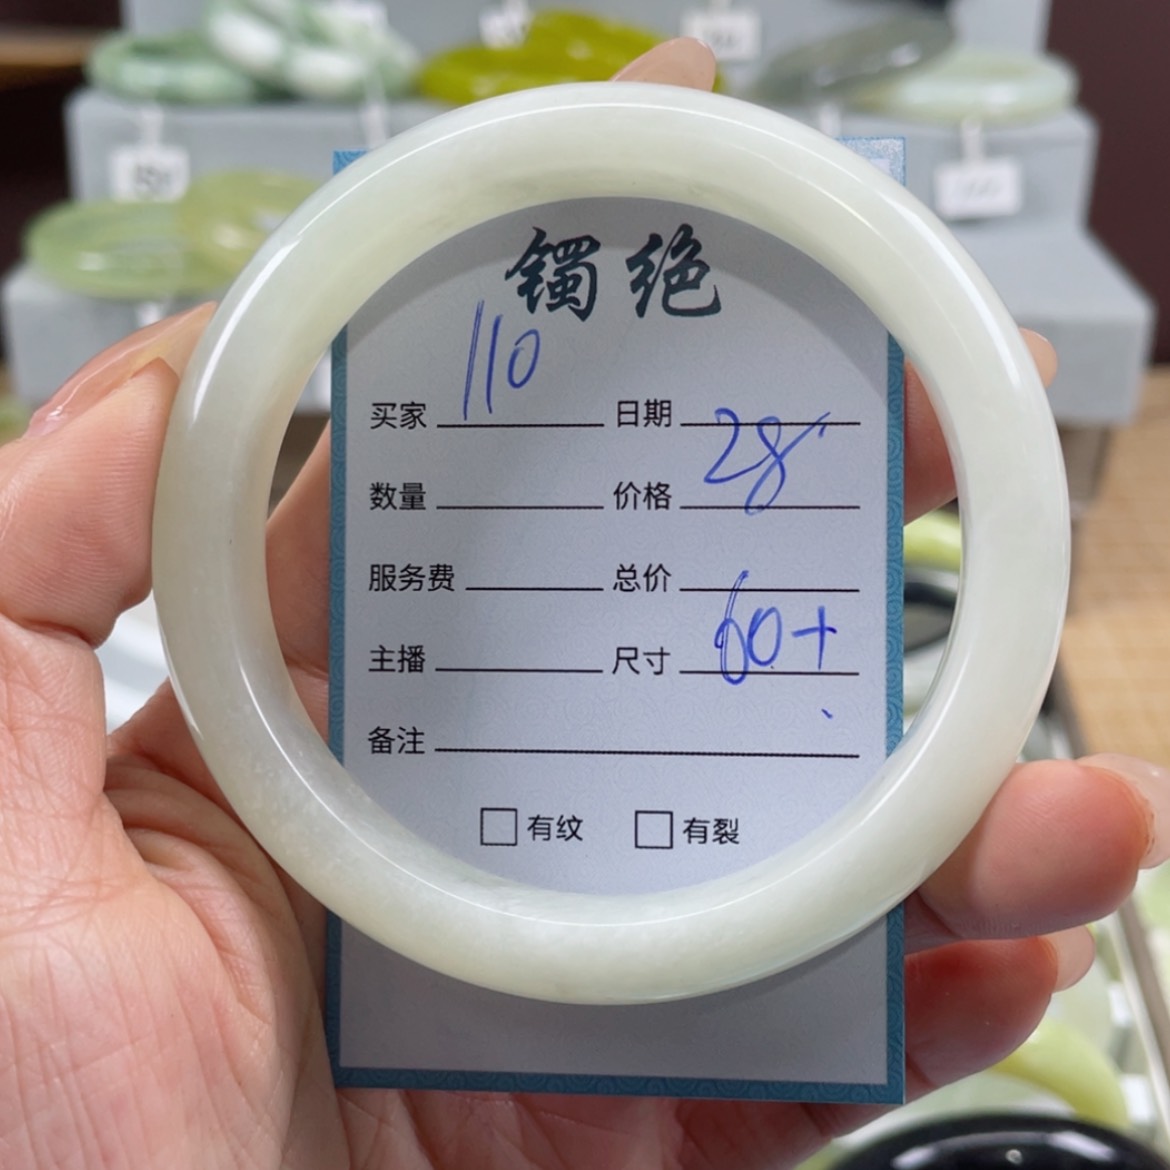 镯绝
110
买家 日期
28
数量 价格
服务费 总价
60+
主播 尺寸
备注
有纹 有裂